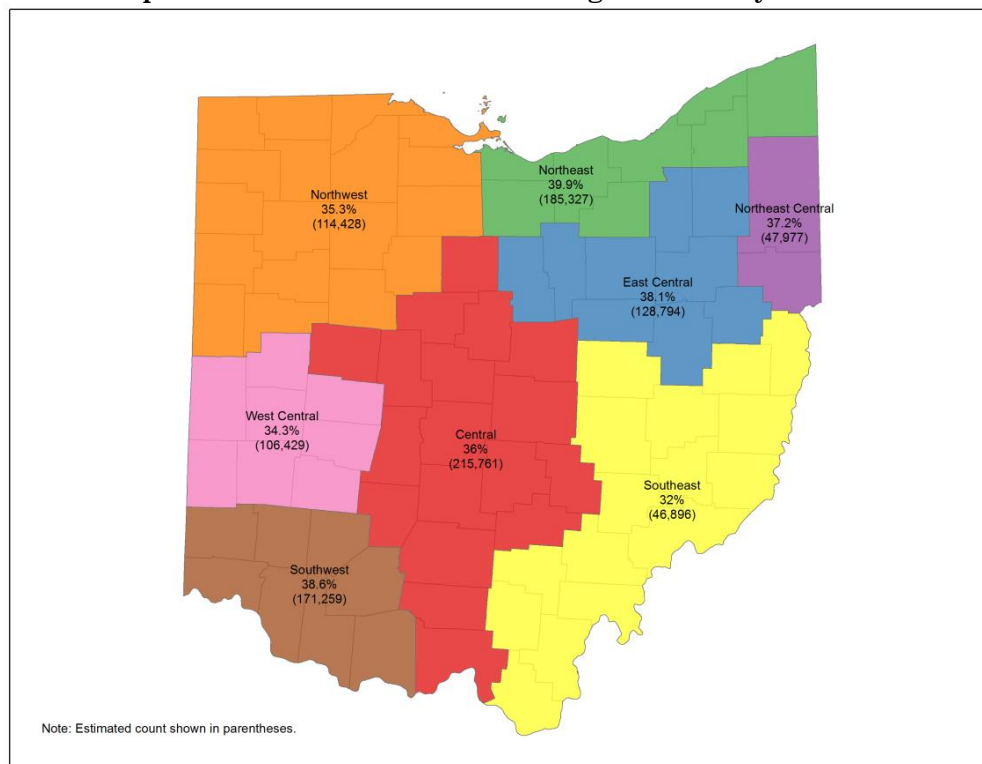 Northeast
39.9%
(185,327)
Northwest
35.3%
(114,428)
Northeast Central
37.2%
(47,977)
East Central
38.1%
(128,794)
West Central
34.3%
(106,429)
Central
36%
(215,761)
Southeast
32%
(46,896)
Southwest
38.6%
(171,259)
Note: Estimated count shown in parentheses.